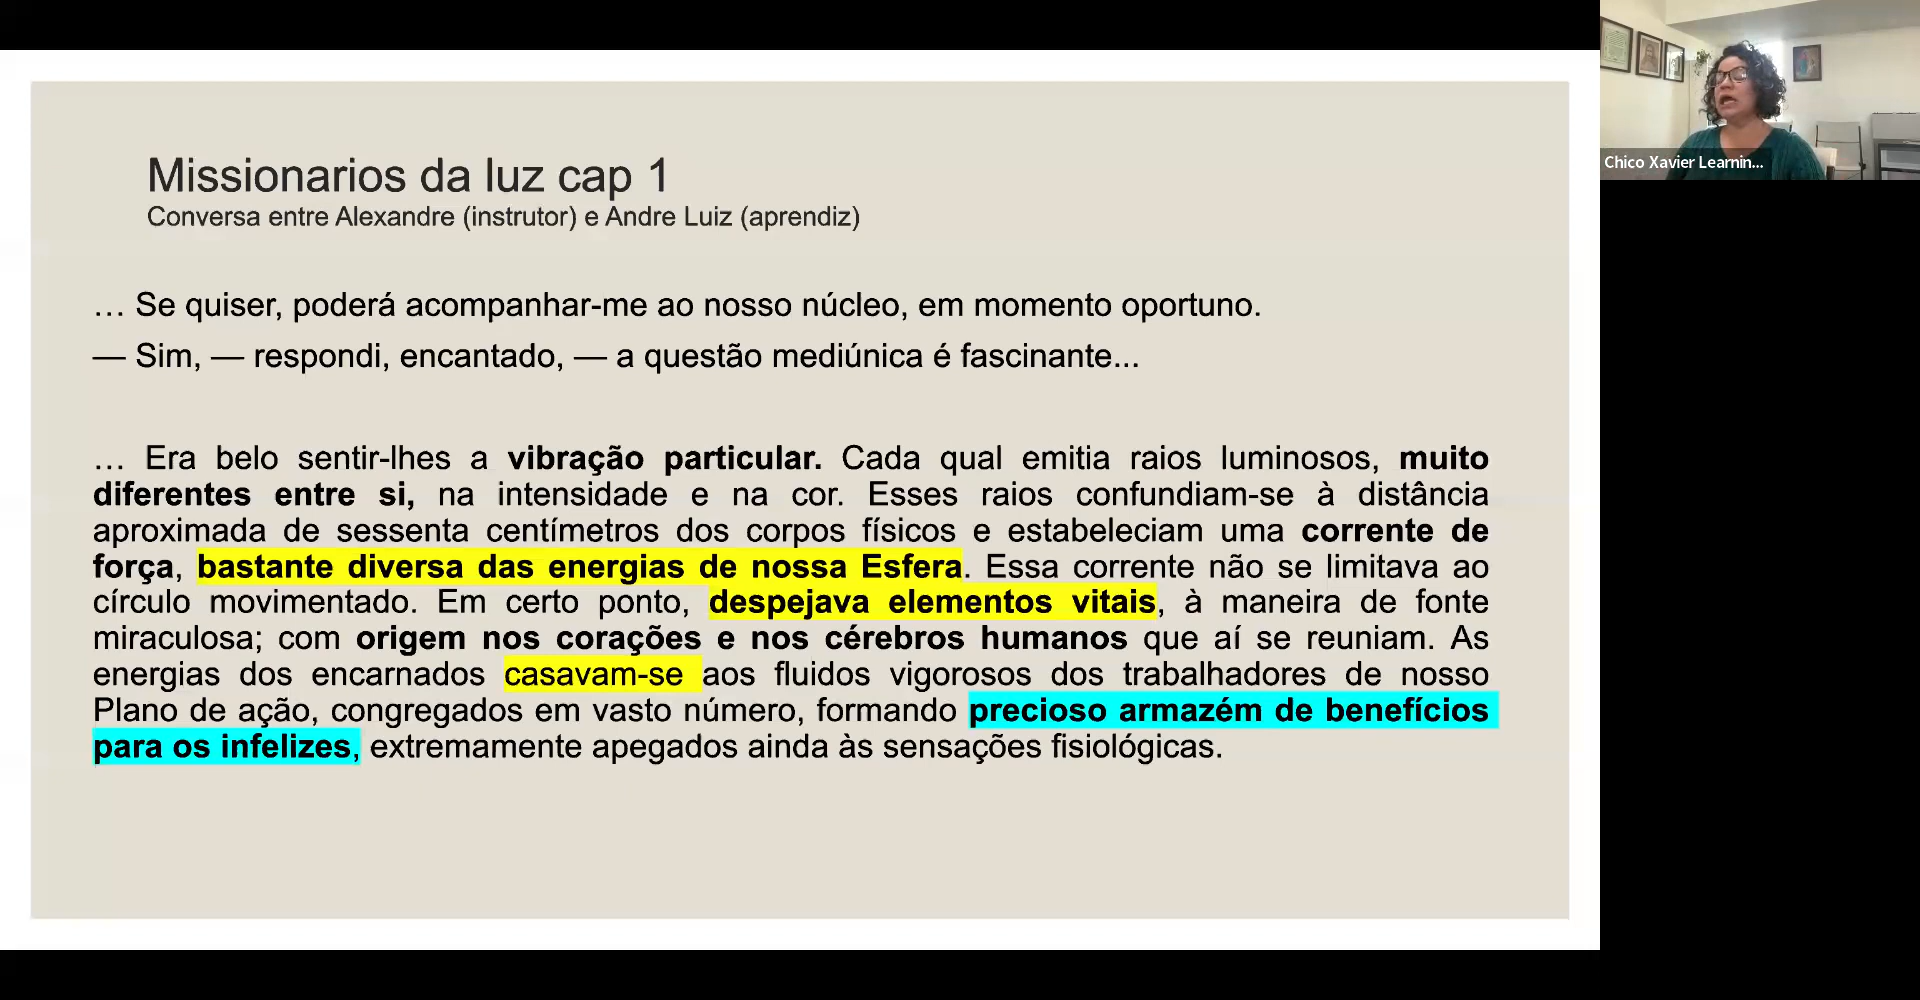 Missionarios da luz cap 1
Conversa entre Alexandre (instrutor) e Andre Luiz (aprendiz)
… Se quiser, poderá acompanhar-me ao nosso núcleo, em momento oportuno.
— Sim, — respondi, encantado, — a questão mediúnica é fascinante...
… Era belo sentir-lhes a vibração particular. Cada qual emitia raios luminosos, muito
diferentes entre si, na intensidade e na cor. Esses raios confundiam-se à distância
aproximada de sessenta centímetros dos corpos físicos e estabeleciam uma corrente de
força, bastante diversa das energias de nossa Esfera. Essa corrente não se limitava ao
círculo movimentado. Em certo ponto, despejava elementos vitais, à maneira de fonte
miraculosa; com origem nos corações e nos cérebros humanos que aí se reuniam. As
energias dos encarnados casavam-se aos fluidos vigorosos dos trabalhadores de nosso
Plano de ação, congregados em vasto número, formando precioso armazém de benefícios
para os infelizes, extremamente apegados ainda às sensações fisiológicas.
Chico Xavier Learnin...